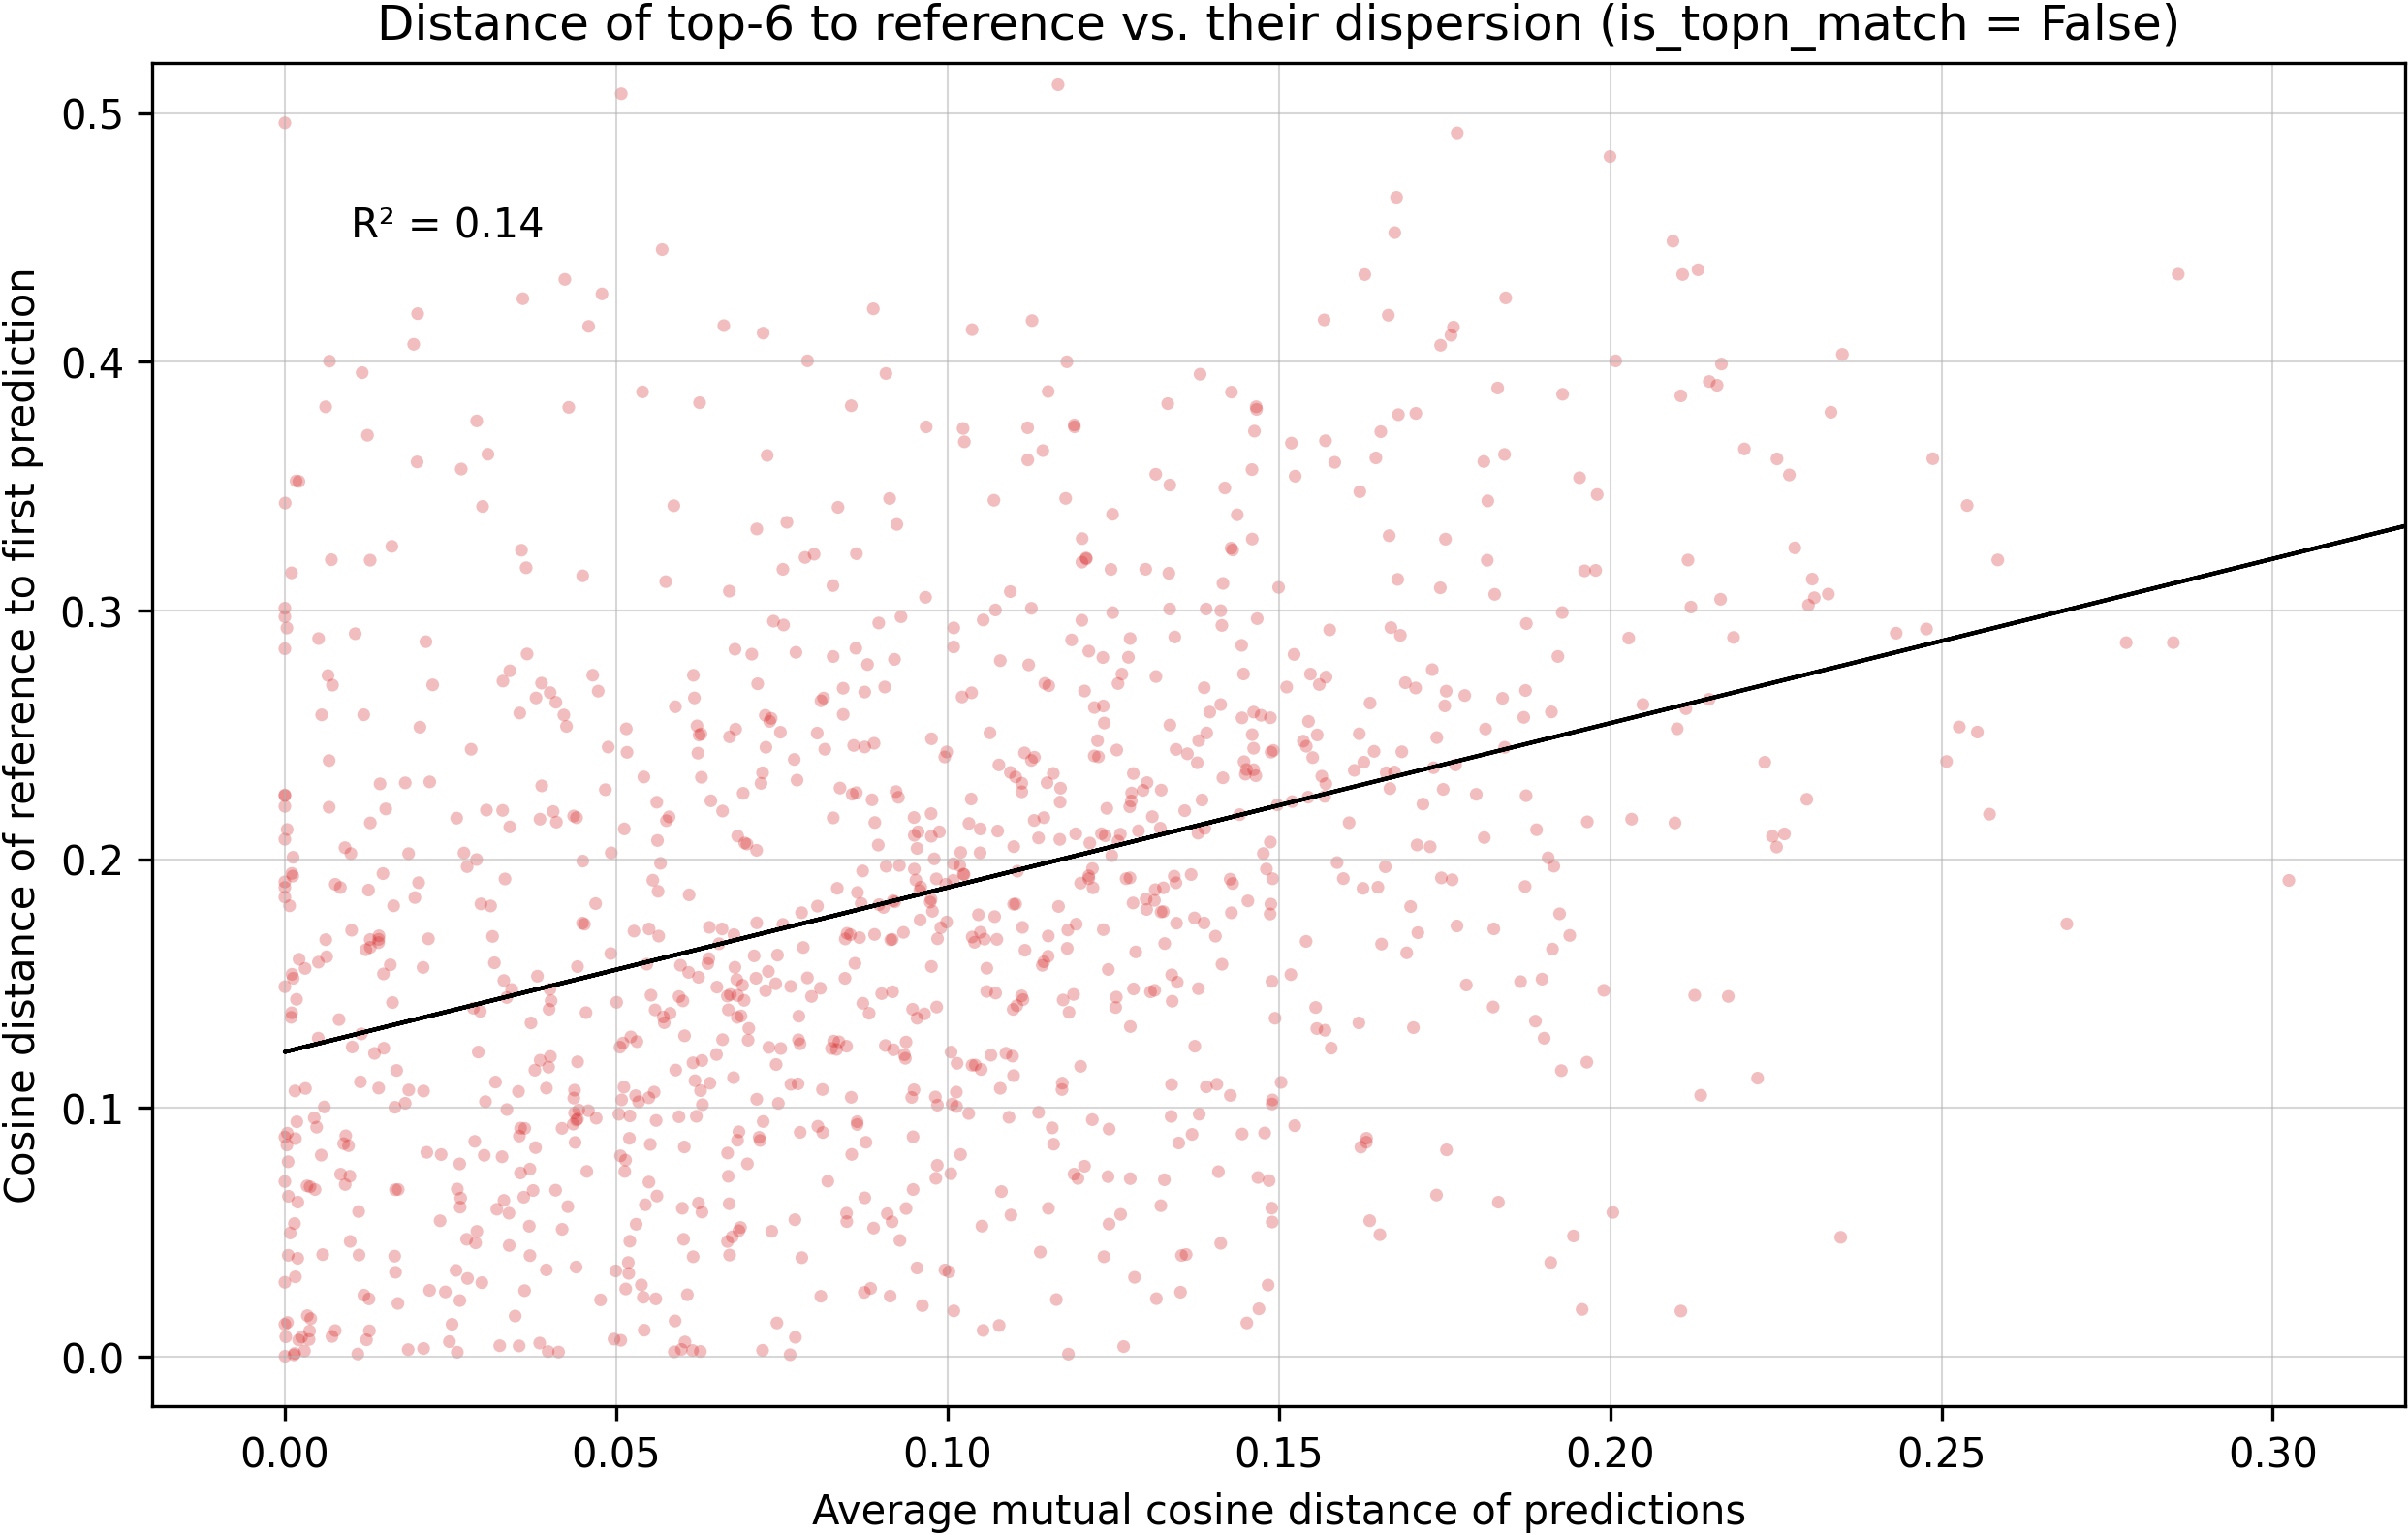 Distance of top-6 to reference vs. their dispersion (is_topn_match = False)
0.5
R² = 0.14
0.4
0.3
0.2
0.1
0.0
Cosine distance of reference to first prediction
0.00 0.05 0.10 0.15 0.20 0.25 0.30
Average mutual cosine distance of predictions